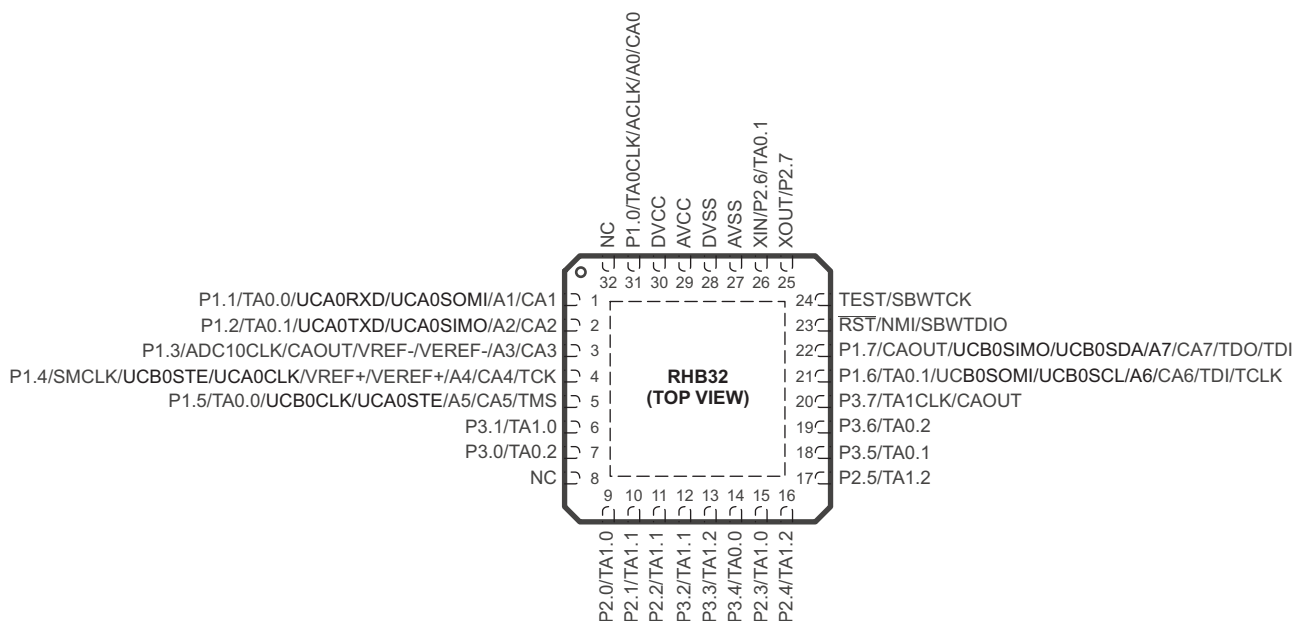 NC
P1.0/TA0CLK/ACLK/A0/CA0
DVCC
AVCC
DVSS
AVSS
XIN/P2.6/TA0.1
XOUT/P2.7
32 31 30 29 28 27 26 25
P1.1/TA0.0/UCA0RXD/UCA0SOMI/A1/CA1 1
P1.2/TA0.1/UCA0TXD/UCA0SIMO/A2/CA2 2
P1.3/ADC10CLK/CAOUT/VREF-/VEREF-/A3/CA3 3
P1.4/SMCLK/UCB0STE/UCA0CLK/VREF+/VEREF+/A4/CA4/TCK 4
P1.5/TA0.0/UCB0CLK/UCA0STE/A5/CA5/TMS 5
P3.1/TA1.0 6
P3.0/TA0.2 7
NC 8
RHB32
(TOP VIEW)
24 TEST/SBWTCK
23 RST/NMI/SBWTDIO
22 P1.7/CAOUT/UCB0SIMO/UCB0SDA/A7/CA7/TDO/TDI
21 P1.6/TA0.1/UCB0SOMI/UCB0SCL/A6/CA6/TDI/TCLK
20 P3.7/TA1CLK/CAOUT
19 P3.6/TA0.2
18 P3.5/TA0.1
17 P2.5/TA1.2
9 10 11 12 13 14 15 16
P2.0/TA1.0
P2.1/TA1.1
P2.2/TA1.1
P3.2/TA1.1
P3.3/TA1.2
P3.4/TA0.0
P2.3/TA1.0
P2.4/TA1.2